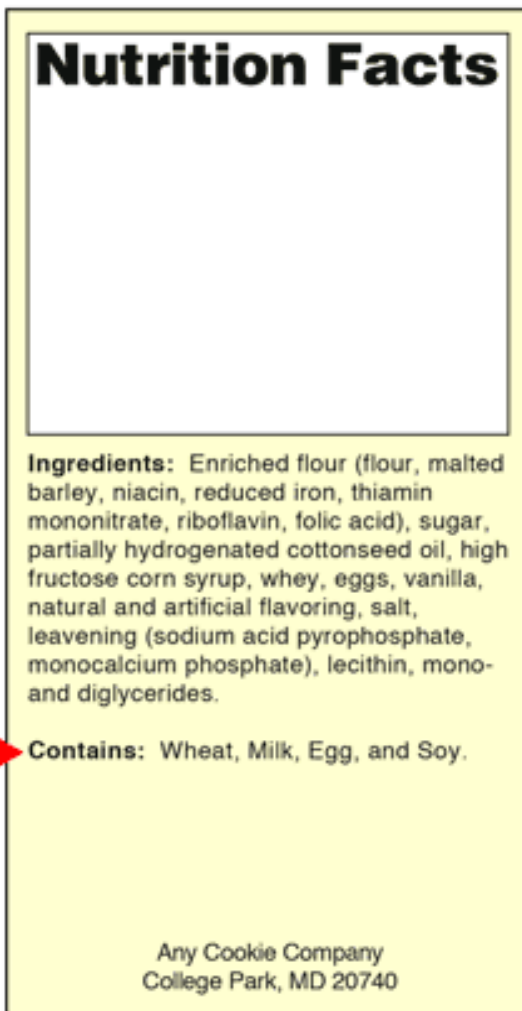 Nutrition Facts
Ingredients: Enriched flour (flour, malted
barley, niacin, reduced iron, thiamin
mononitrate, riboflavin, folic acid), sugar,
partially hydrogenated cottonseed oil, high
fructose corn syrup, whey, eggs, vanilla,
natural and artificial flavoring, salt,
leavening (sodium acid pyrophosphate,
monocalcium phosphate), lecithin, mono-
and diglycerides.
Contains: Wheat, Milk, Egg, and Soy.
Any Cookie Company
College Park, MD 20740